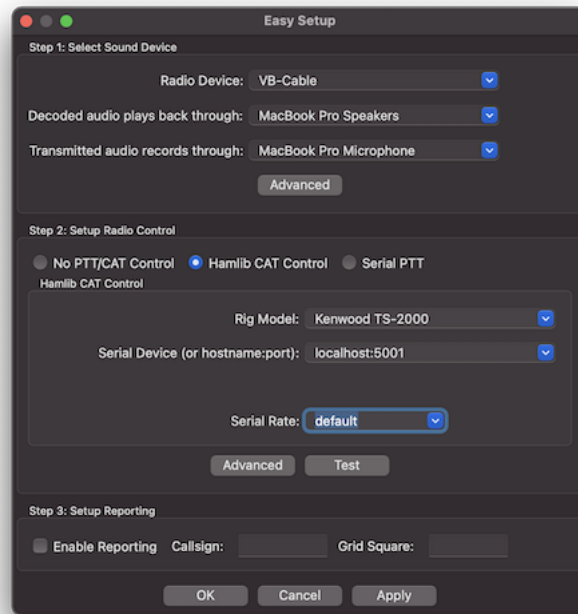 Easy Setup
Step 1: Select Sound Device
Radio Device: VB-Cable
Decoded audio plays back through: MacBook Pro Speakers
Transmitted audio records through: MacBook Pro Microphone
Advanced
Step 2: Setup Radio Control
No PTT/CAT Control Hamlib CAT Control Serial PTT
Hamlib CAT Control
Rig Model: Kenwood TS-2000
Serial Device (or hostname:port): localhost:5001
Serial Rate: default
Advanced Test
Step 3: Setup Reporting
Enable Reporting Callsign: Grid Square:
OK Cancel Apply